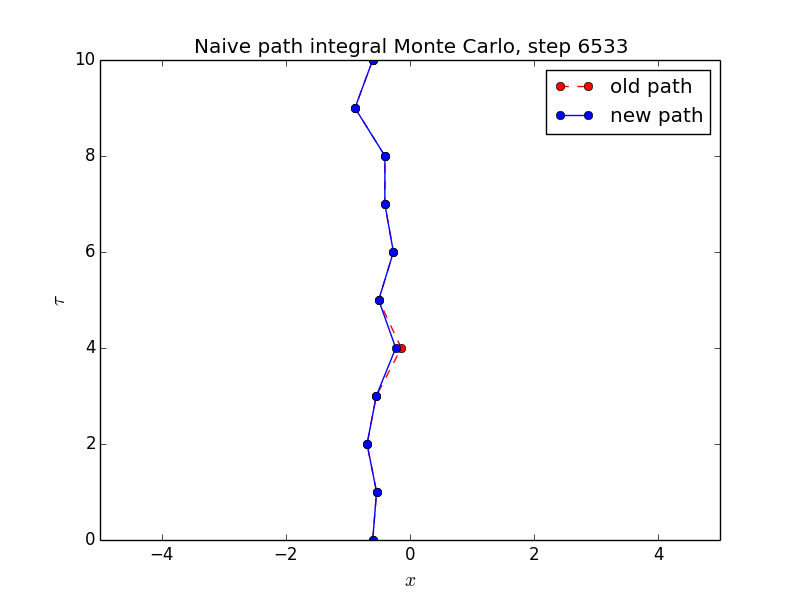 Naive path integral Monte Carlo, step 6533
old path
new path
10
8
6
4
2
0
τ
−4 −2 0 2 4
x